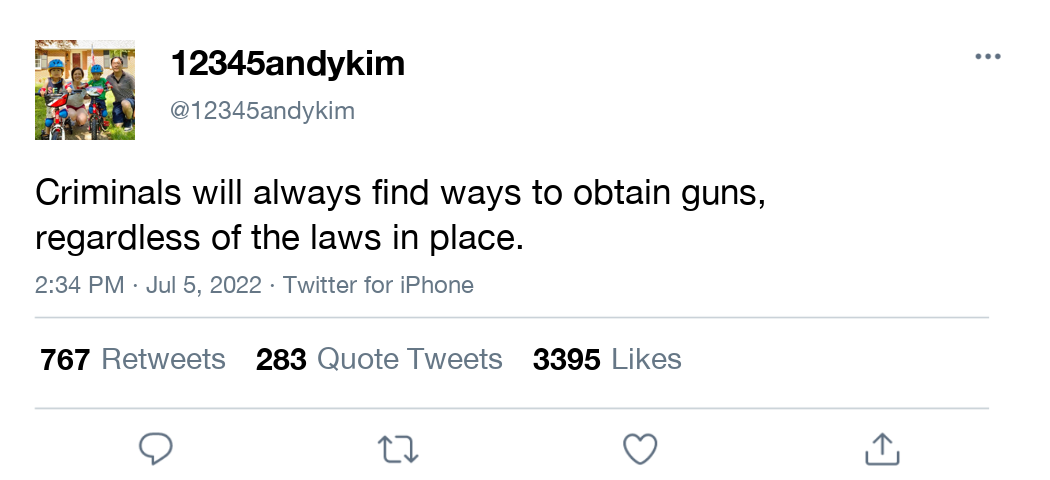 12345andykim
@12345andykim
Criminals will always find ways to obtain guns,
regardless of the laws in place.
2:34 PM · Jul 5, 2022 · Twitter for iPhone
767 Retweets 283 Quote Tweets 3395 Likes